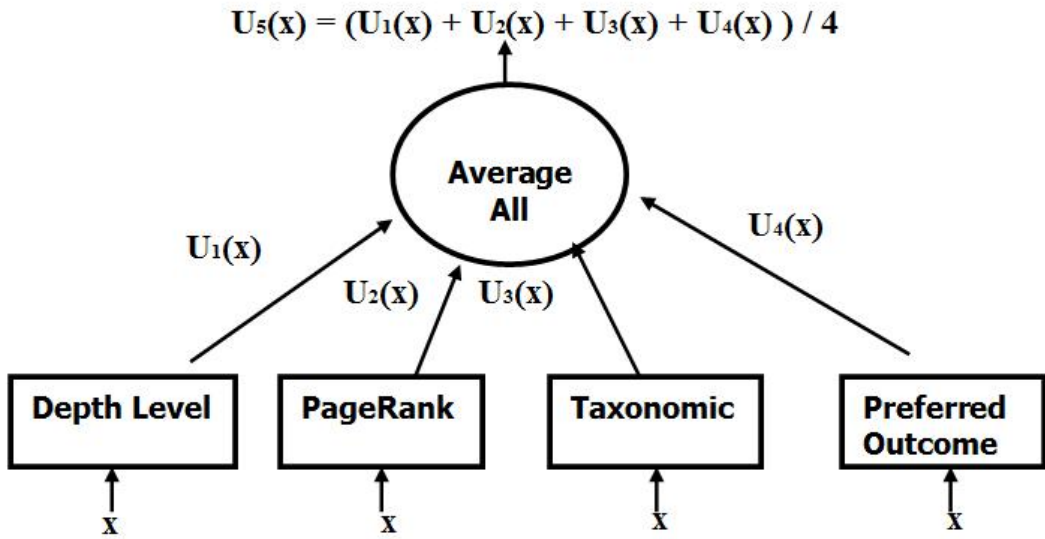 U₅(x) = (U₁(x) + U₂(x) + U₃(x) + U₄(x) ) / 4
Average
All
U₁(x)
U₂(x)
U₃(x)
U₄(x)
Depth Level
PageRank
Taxonomic
Preferred
Outcome
x
x
x
x